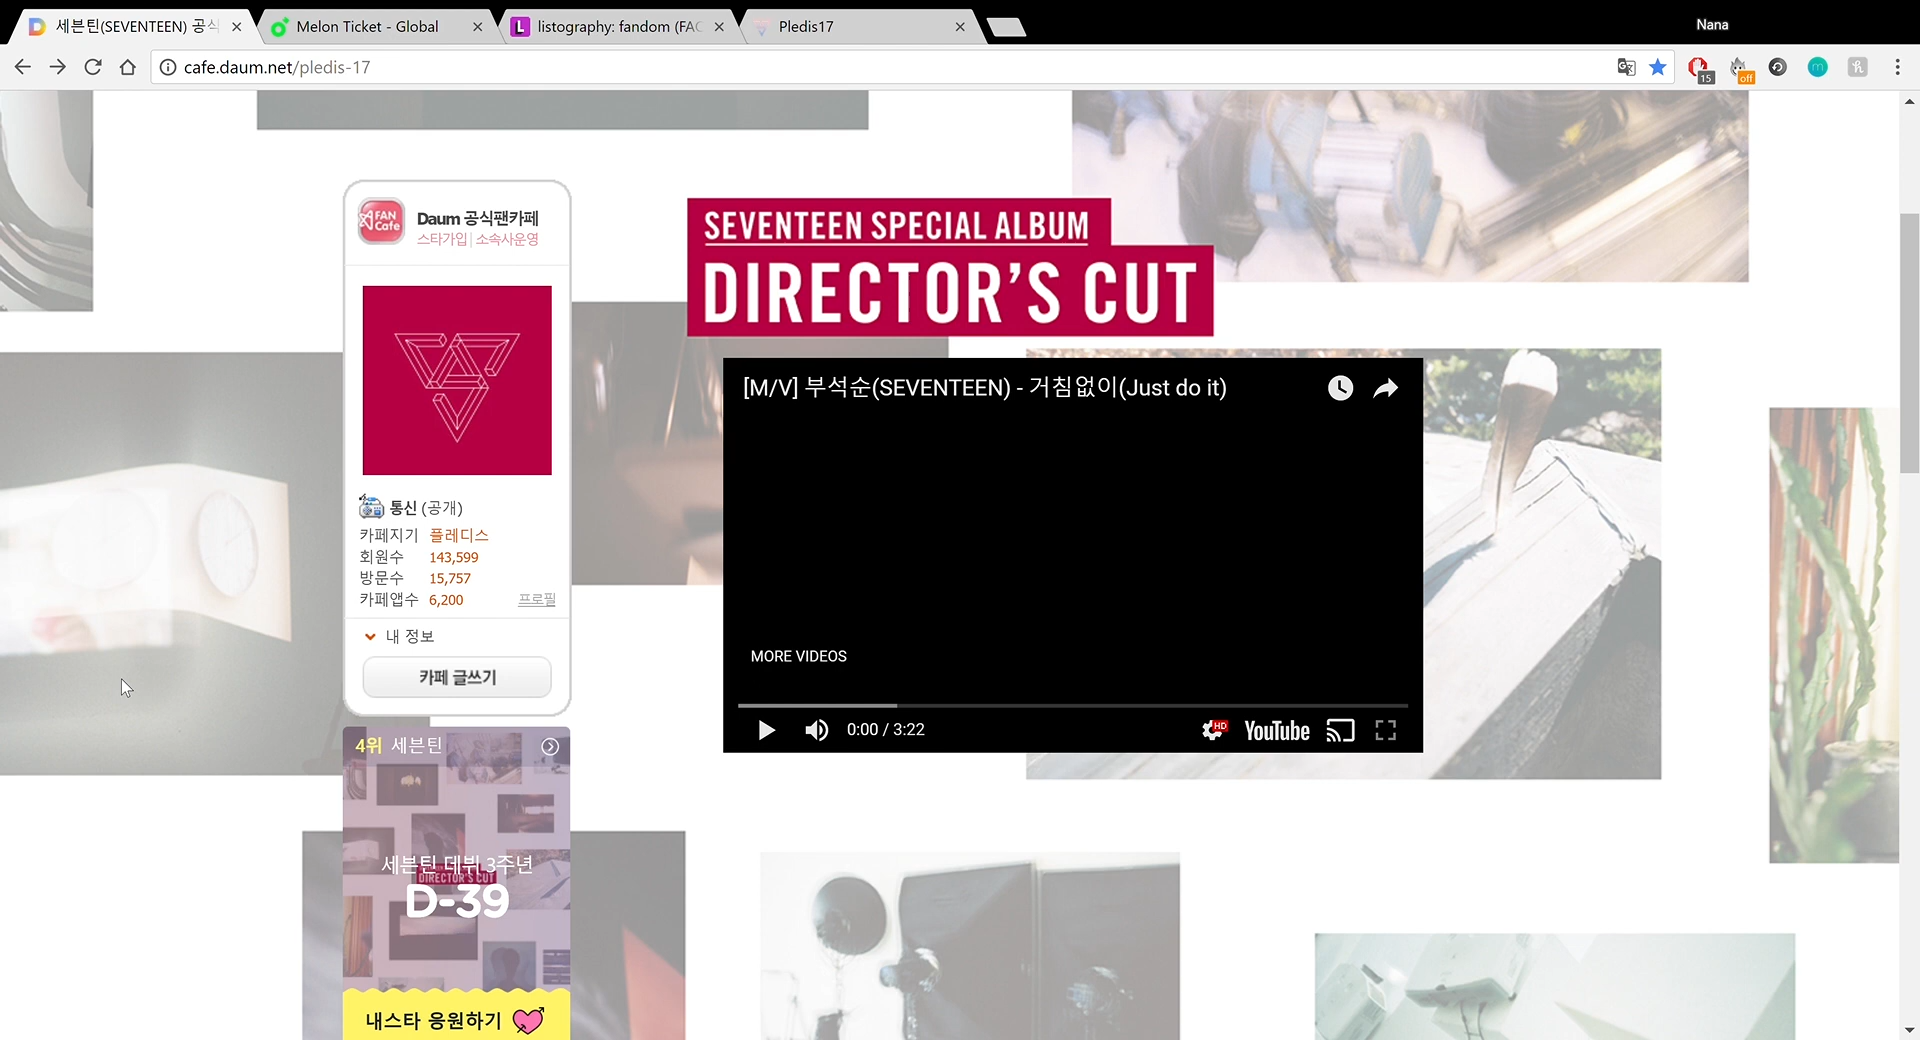 세븐틴(SEVENTEEN) 공식
Melon Ticket - Global
listography: fandom (FAC
Pledis17
Nana
cafe.daum.net/pledis-17
15
off
FAN Cafe
Daum 공식팬카페
스타가입 | 소속사운영
SEVENTEEN SPECIAL ALBUM
DIRECTOR'S CUT
[M/V] 부석순(SEVENTEEN) - 거침없이(Just do it)
통신 (공개)
카페지기 플레디스
회원수 143,599
방문수 15,757
카페앱수 6,200 프로필
내 정보
카페 글쓰기
MORE VIDEOS
0:00 / 3:22
HD
YouTube
4위 세븐틴
세븐틴 데뷔 3주년
DIRECTOR'S CUT
D-39
내스타 응원하기